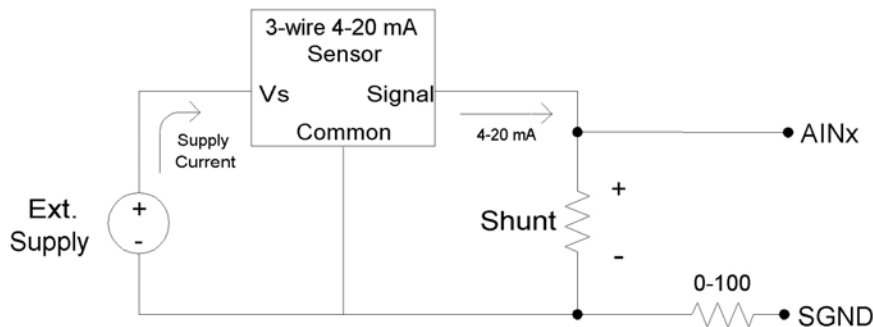 3-wire 4-20 mA
Sensor
Vs
Signal
Common
Supply
Current
4-20 mA
AINx
+
-
Ext.
Supply
Shunt
+
-
0-100
SGND